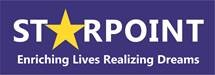 STARPOINT
Enriching Lives Realizing Dreams